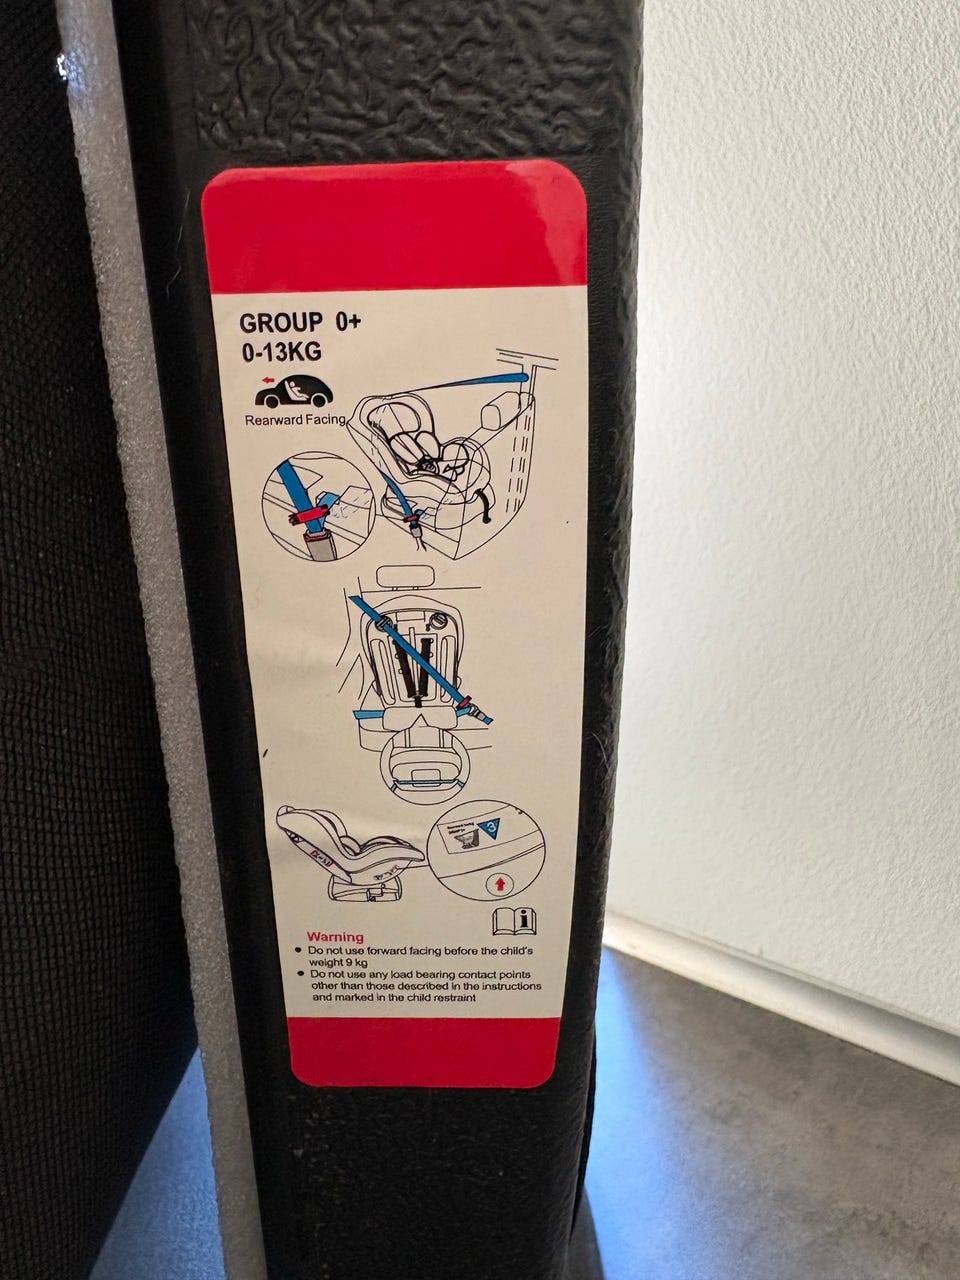 GROUP 0+
0-13KG
Rearward Facing
3
Warning
• Do not use forward facing before the child's
weight 9 kg
• Do not use any load bearing contact points
other than those described in the instructions
and marked in the child restraint